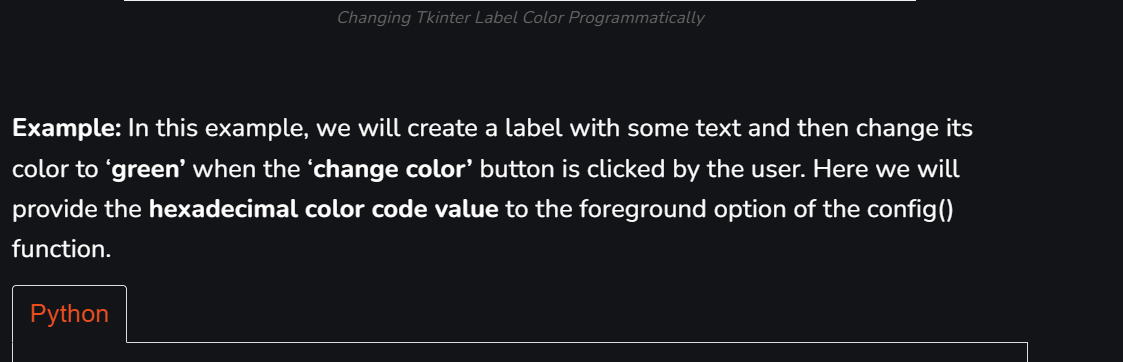 Changing Tkinter Label Color Programmatically
Example: In this example, we will create a label with some text and then change its
color to ‘green’ when the ‘change color’ button is clicked by the user. Here we will
provide the hexadecimal color code value to the foreground option of the config()
function.
Python